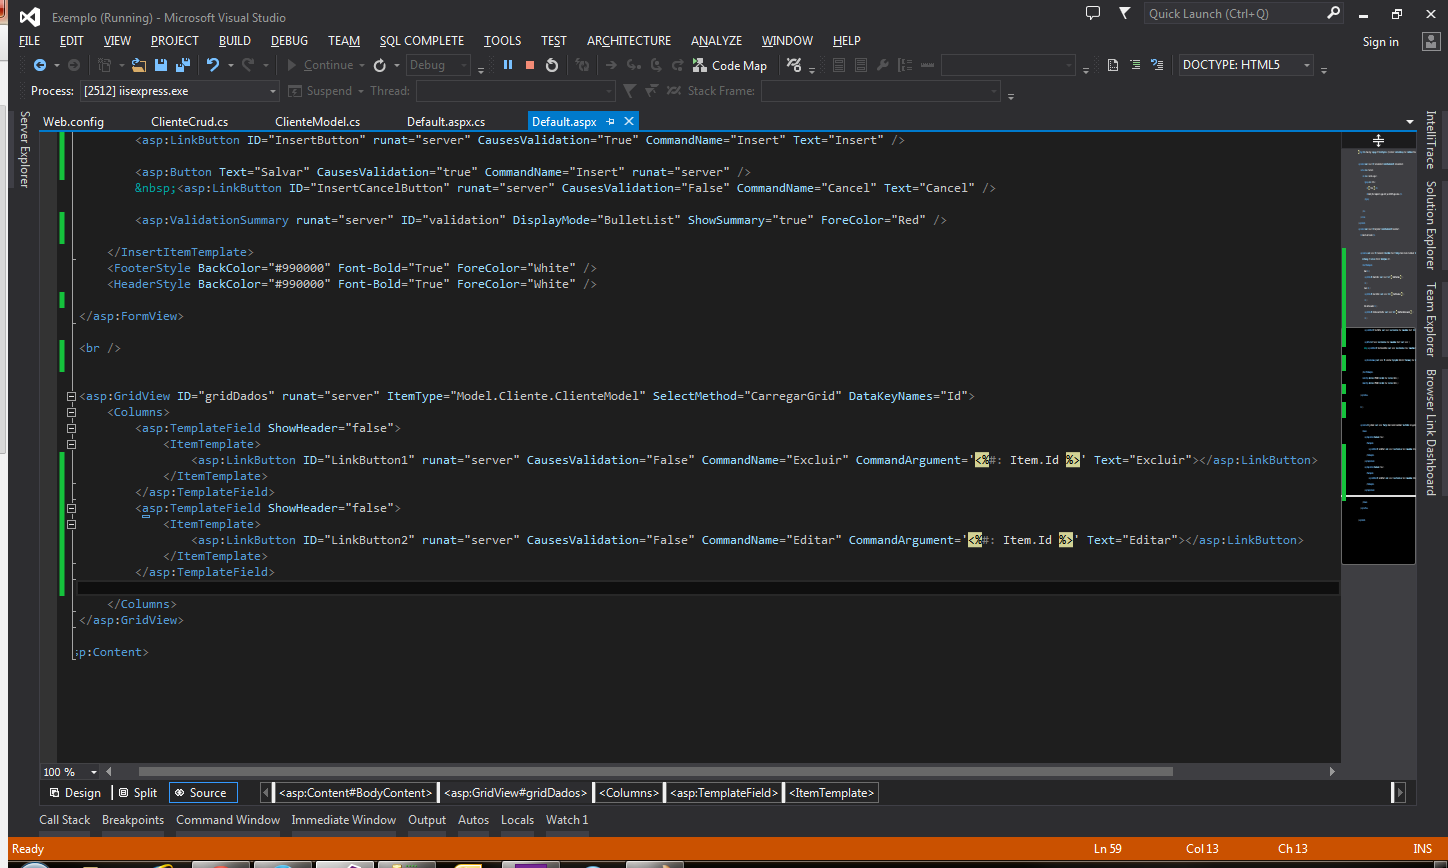 Exemplo (Running) - Microsoft Visual Studio
Quick Launch (Ctrl+Q)
FILE EDIT VIEW PROJECT BUILD DEBUG TEAM SQL COMPLETE TOOLS TEST ARCHITECTURE ANALYZE WINDOW HELP
Sign in
Continue Debug Code Map DOCTYPE: HTML5
Process: [2512] iisexpress.exe Suspend Thread: Stack Frame:
Web.config ClienteCrud.cs ClienteModel.cs Default.aspx.cs Default.aspx
Server Explorer
<asp:LinkButton ID="InsertButton" runat="server" CausesValidation="True" CommandName="Insert" Text="Insert" />
<asp:Button Text="Salvar" CausesValidation="true" CommandName="Insert" runat="server" />
&nbsp;<asp:LinkButton ID="InsertCancelButton" runat="server" CausesValidation="False" CommandName="Cancel" Text="Cancel" />
<asp:ValidationSummary runat="server" ID="validation" DisplayMode="BulletList" ShowSummary="true" ForeColor="Red" />
</InsertItemTemplate>
<FooterStyle BackColor="#990000" Font-Bold="True" ForeColor="White" />
<HeaderStyle BackColor="#990000" Font-Bold="True" ForeColor="White" />
</asp:FormView>
<br />
<asp:GridView ID="gridDados" runat="server" ItemType="Model.Cliente.ClienteModel" SelectMethod="CarregarGrid" DataKeyNames="Id">
<Columns>
<asp:TemplateField ShowHeader="false">
<ItemTemplate>
<asp:LinkButton ID="LinkButton1" runat="server" CausesValidation="False" CommandName="Excluir" CommandArgument='<%#: Item.Id %>' Text="Excluir"></asp:LinkButton>
</ItemTemplate>
</asp:TemplateField>
<asp:TemplateField ShowHeader="false">
<ItemTemplate>
<asp:LinkButton ID="LinkButton2" runat="server" CausesValidation="False" CommandName="Editar" CommandArgument='<%#: Item.Id %>' Text="Editar"></asp:LinkButton>
</ItemTemplate>
</asp:TemplateField>
</Columns>
</asp:GridView>
p:Content>
IntelliTrace
Solution Explorer
Team Explorer
Browser Link Dashboard
100 %
Design Split Source <asp:Content#BodyContent> <asp:GridView#gridDados> <Columns> <asp:TemplateField> <ItemTemplate>
Call Stack Breakpoints Command Window Immediate Window Output Autos Locals Watch 1
Ready Ln 59 Col 13 Ch 13 INS